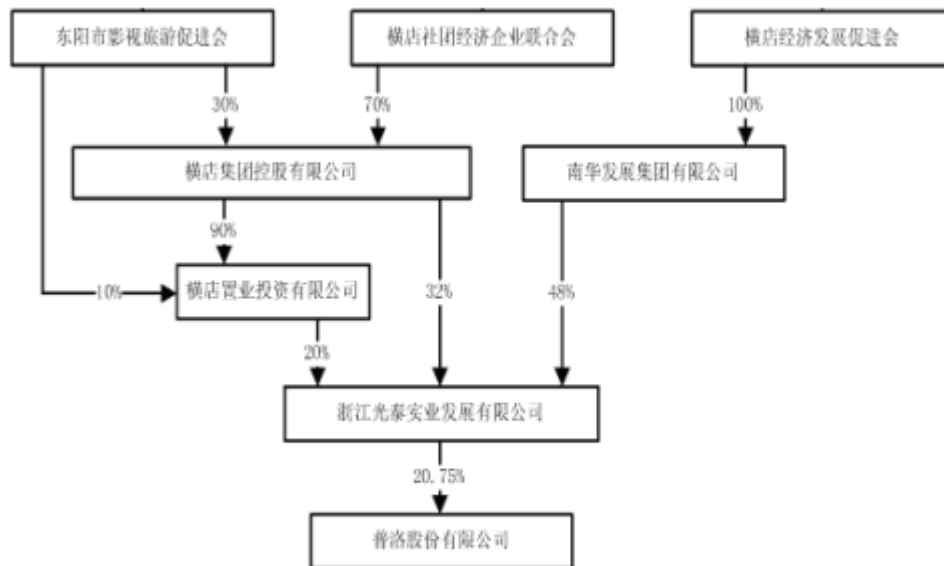 东阳市影视旅游促进会
横店社团经济企业联合会
横店经济发展促进会
30%
70%
100%
横店集团控股有限公司
南华发展集团有限公司
90%
10%
横店置业投资有限公司
32%
48%
20%
浙江光泰实业发展有限公司
20.75%
普洛股份有限公司